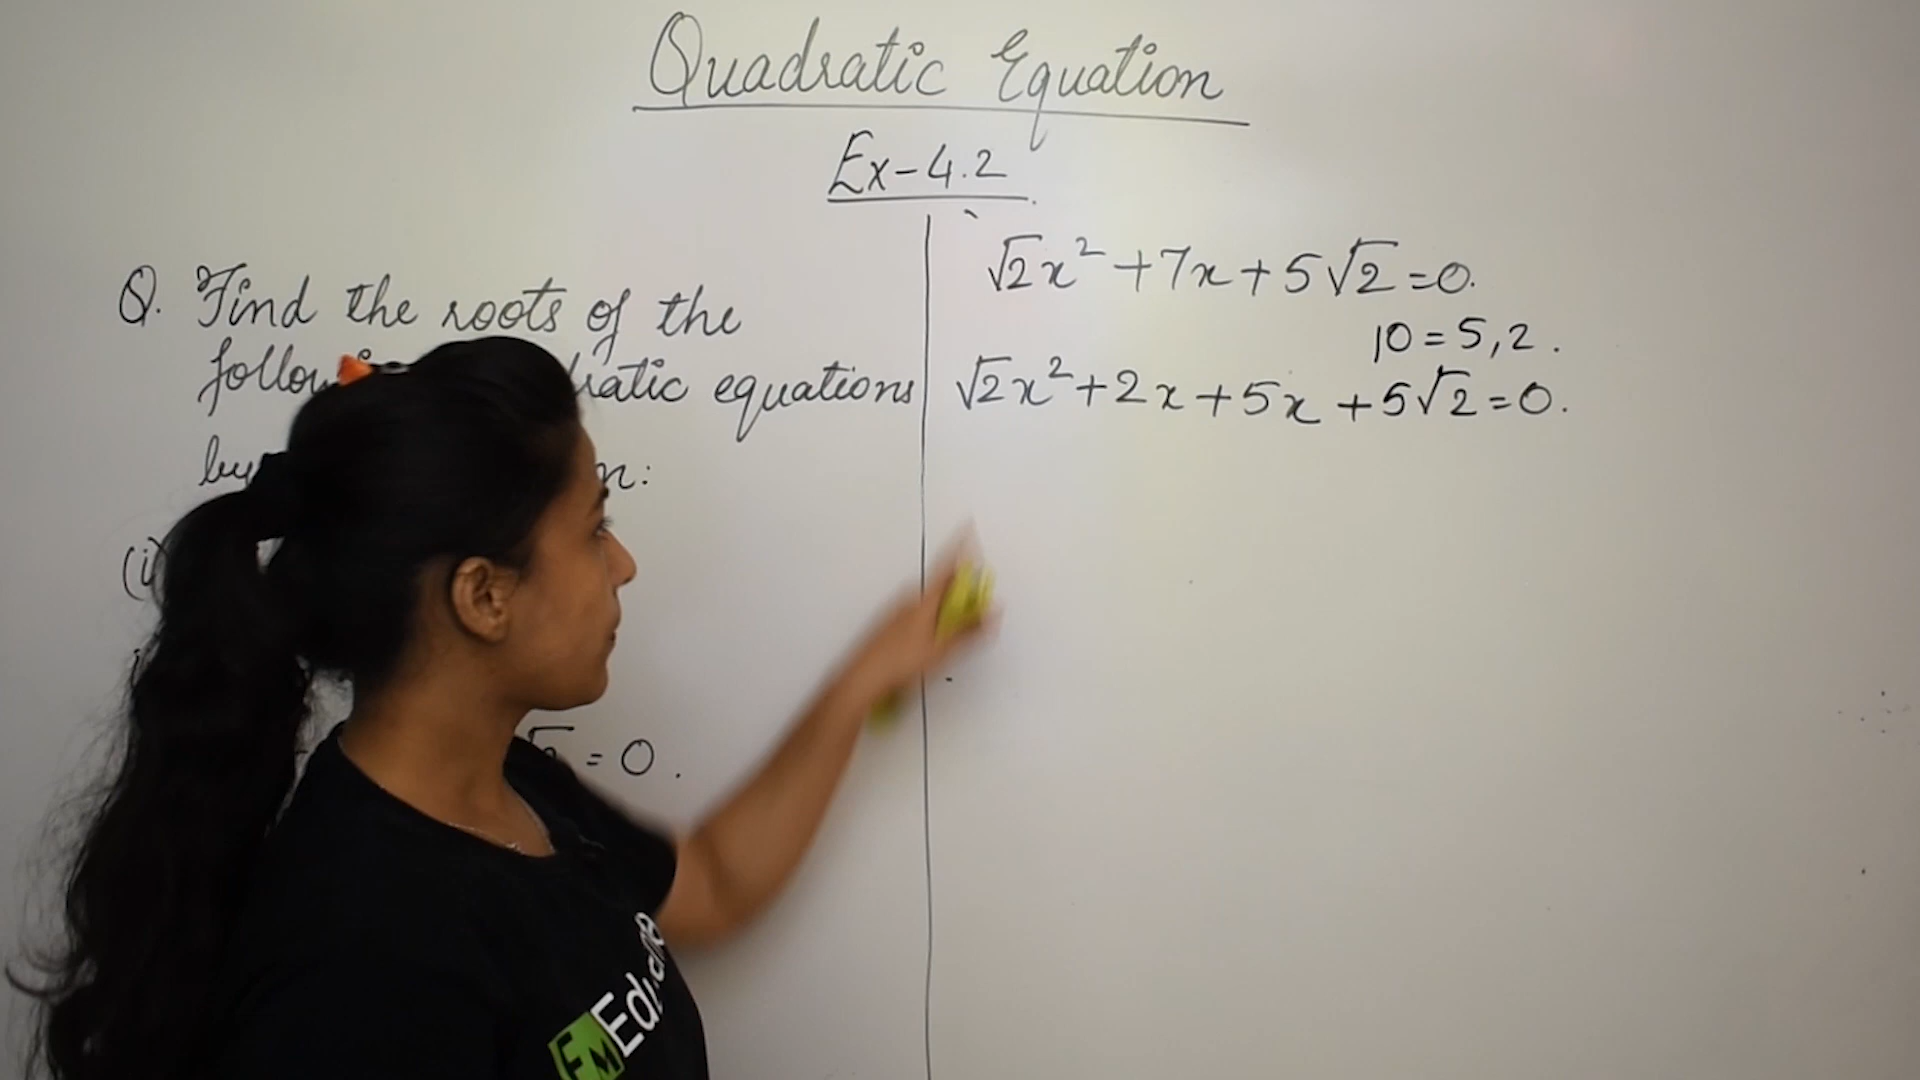 Quadratic Equation
Ex-4.2
Q. Find the roots of the
equations
(i)
= 0.
√2x² + 7x + 5√2 = 0.
10 = 5, 2.
√2x² + 2x + 5x + 5√2 = 0.
FM